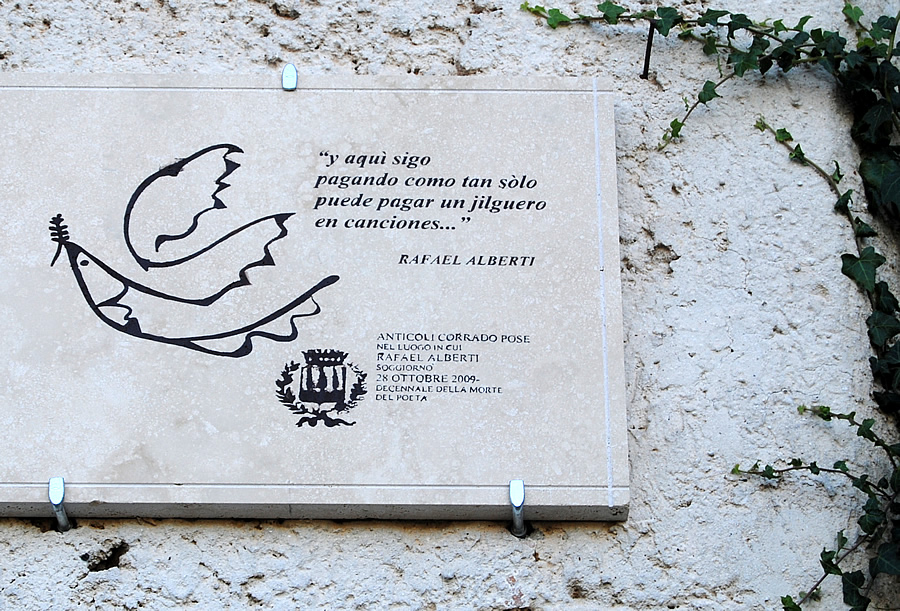 “y aquì sigo
pagando como tan sòlo
puede pagar un jilguero
en canciones...”
RAFAEL ALBERTI
ANTICOLI CORRADO POSE
NEL LUOGO IN CUI
RAFAEL ALBERTI
SOGGIORNO
28 OTTOBRE 2009-
DECENNALE DELLA MORTE
DEL POETA